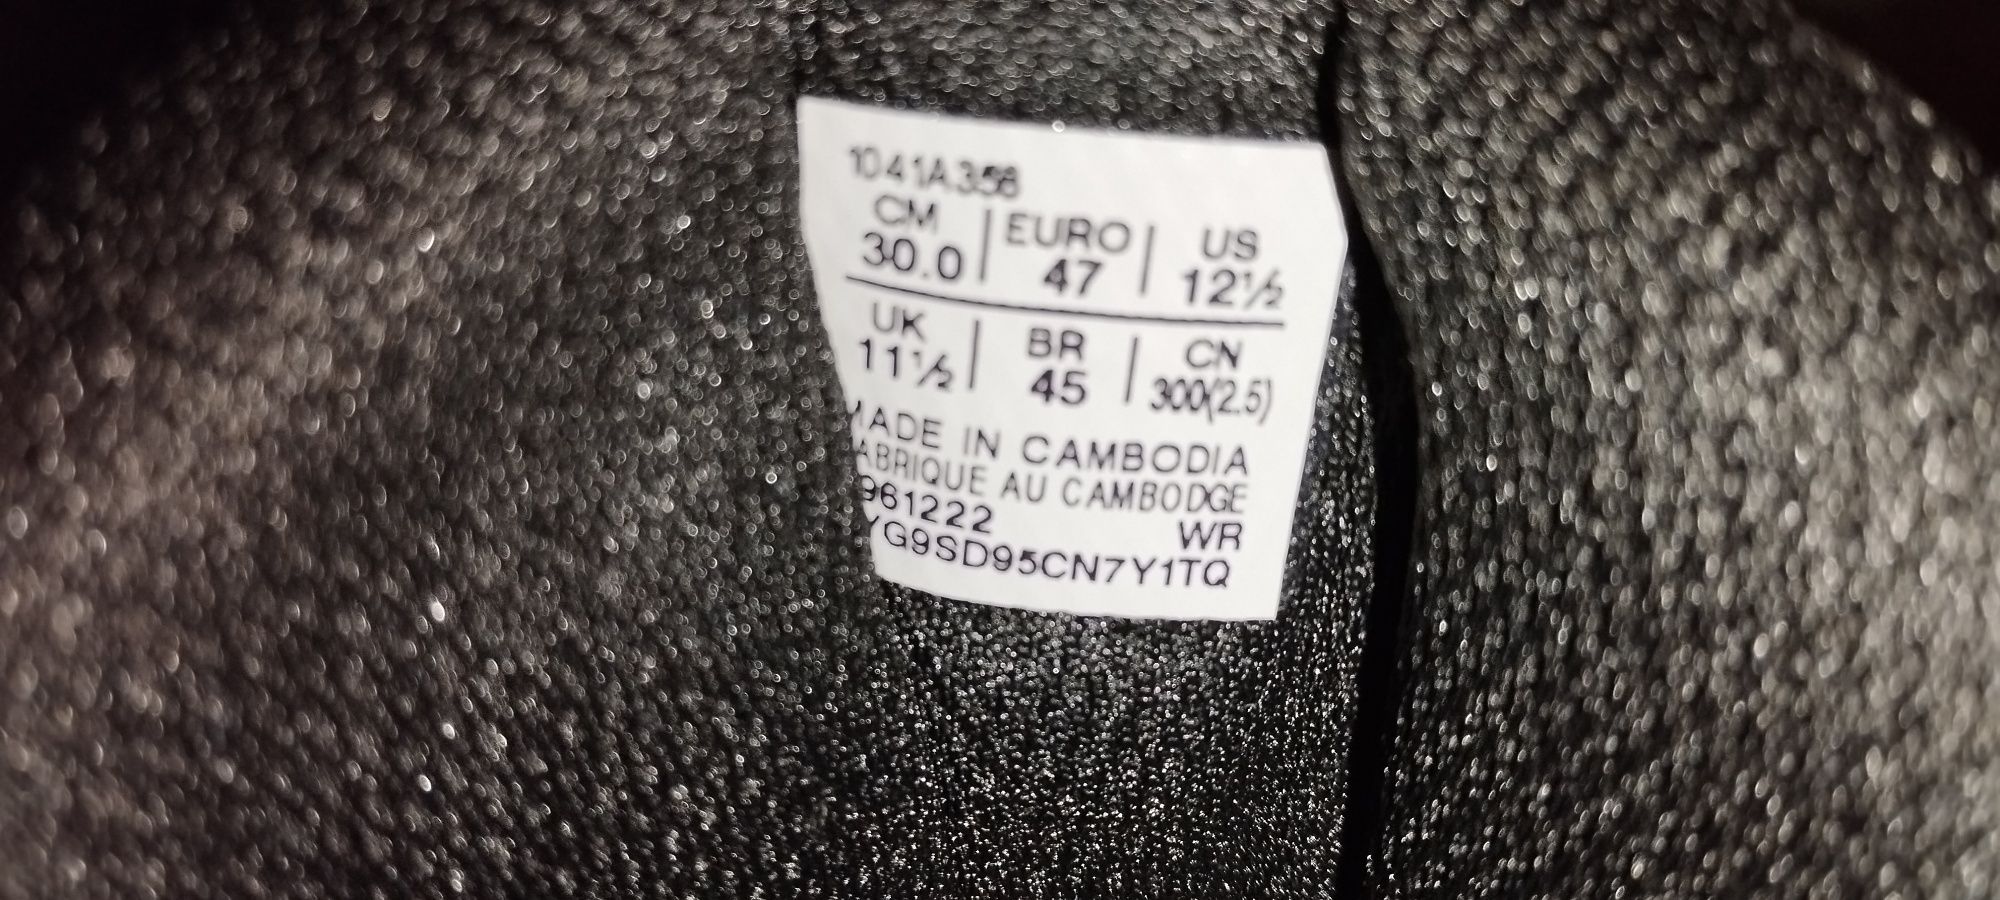 1041A358
CM | EURO | US
30.0 | 47 | 12½
UK | BR | CN
11½ | 45 | 300(2.5)
MADE IN CAMBODIA
ABRIQUE AU CAMBODGE
961222 WR
YG9SD95CN7Y1TQ